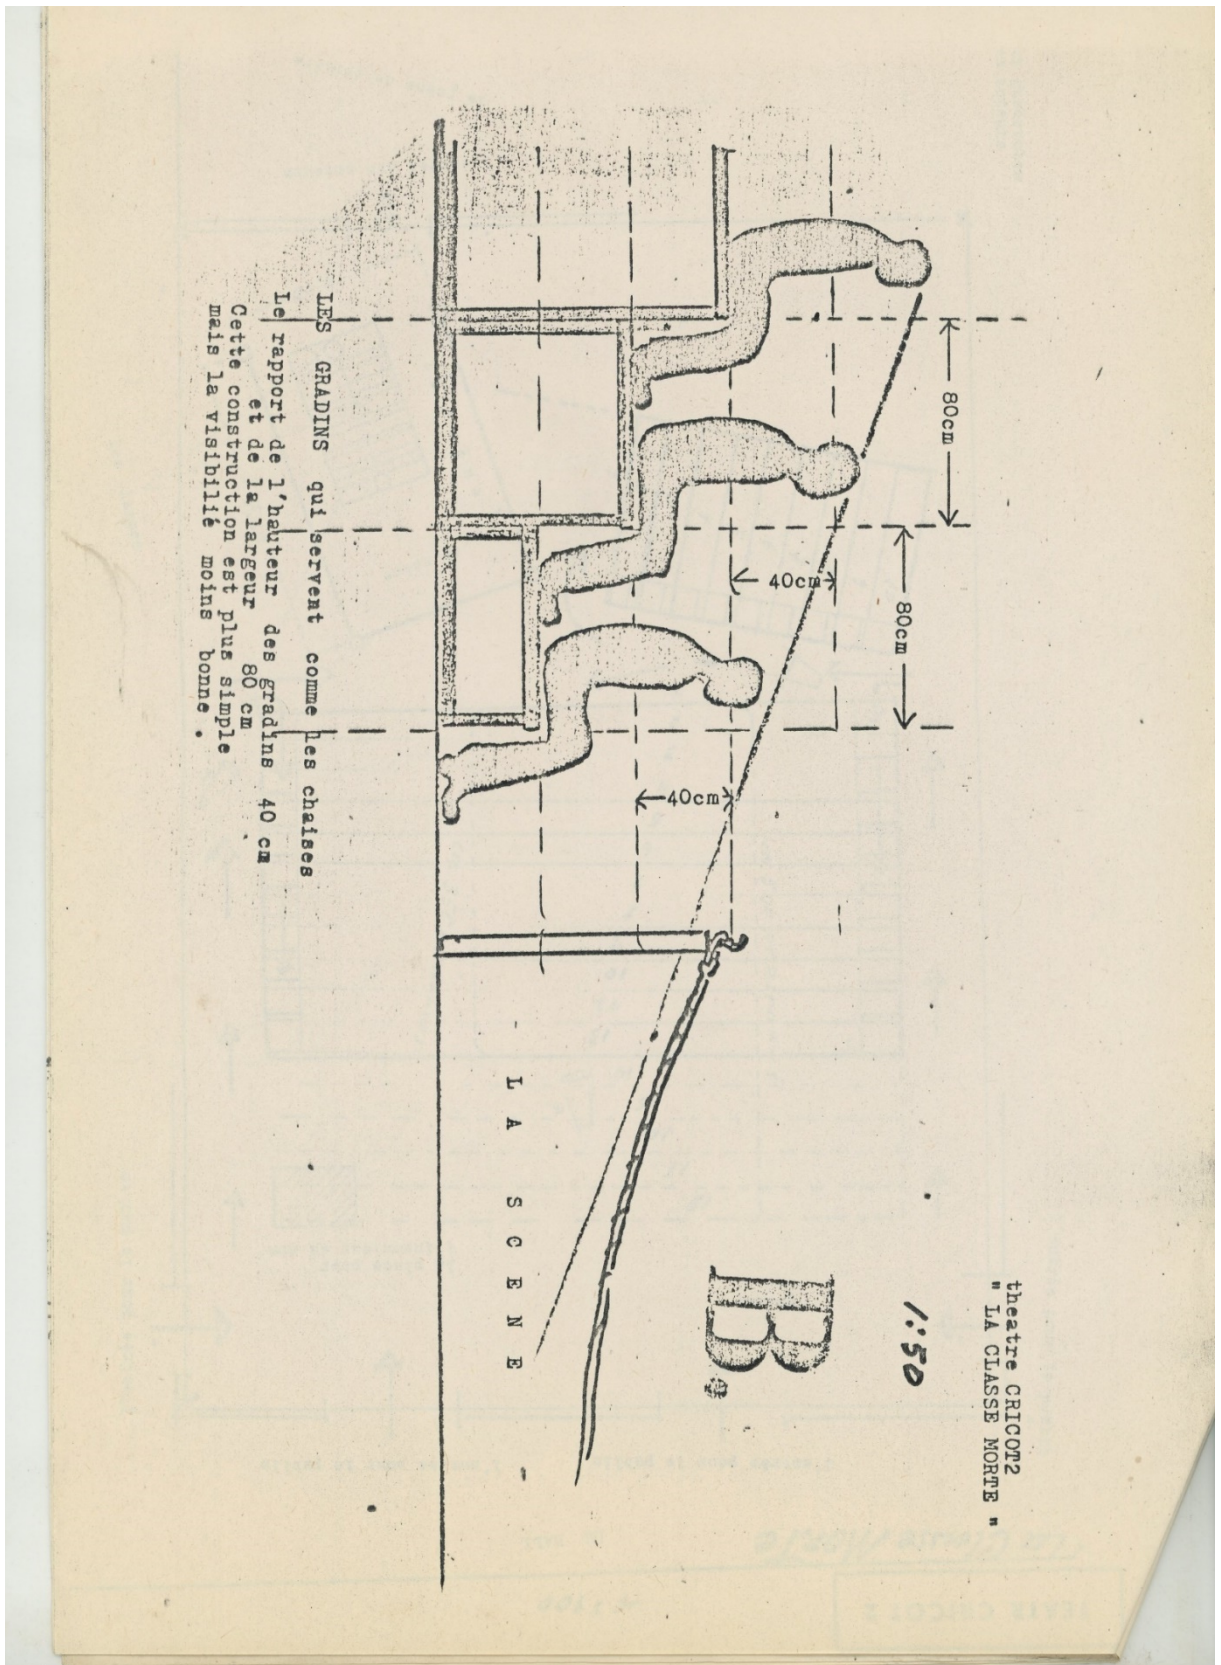 theatre CRICOT2
" LA CLASSE MORTE "
1:50
B.
80cm
80cm
40cm
40cm
LA SCENE
LES GRADINS qui servent comme les chaises
Le rapport de l'hauteur des gradins 40 cm
et de la largeur 80 cm
Cette construction est plus simple
mais la visibilié moins bonne .